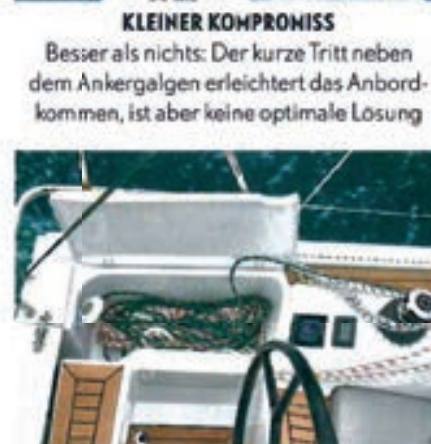 KLEINER KOMPROMISS
Besser als nichts: Der kurze Tritt neben
dem Ankergalgen erleichtert das Anbord-
kommen, ist aber keine optimale Lösung